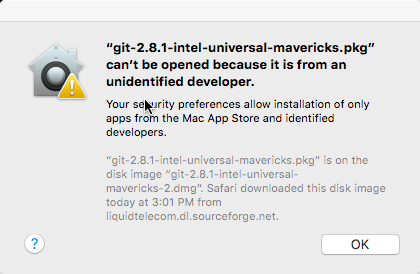 “git-2.8.1-intel-universal-mavericks.pkg”
can’t be opened because it is from an
unidentified developer.
Your security preferences allow installation of only
apps from the Mac App Store and identified
developers.
“git-2.8.1-intel-universal-mavericks.pkg” is on the
disk image “git-2.8.1-intel-universal-
mavericks-2.dmg”. Safari downloaded this disk image
today at 3:01 PM from
liquidtelecom.dl.sourceforge.net.
?
OK